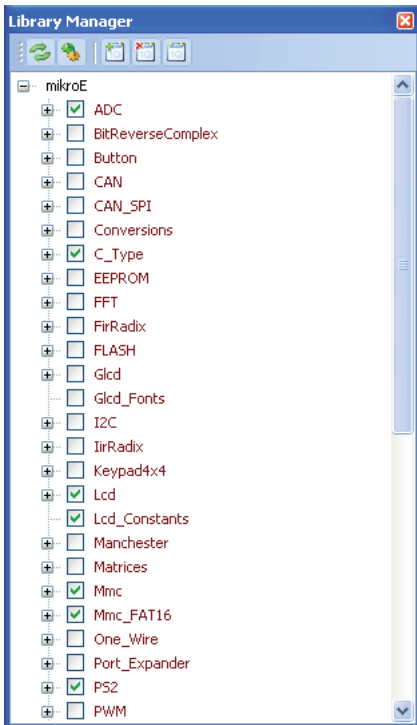 Library Manager
mikroE
ADC
BitReverseComplex
Button
CAN
CAN_SPI
Conversions
C_Type
EEPROM
FFT
FirRadix
FLASH
Glcd
Glcd_Fonts
I2C
IirRadix
Keypad4x4
Lcd
Lcd_Constants
Manchester
Matrices
Mmc
Mmc_FAT16
One_Wire
Port_Expander
PS2
PWM